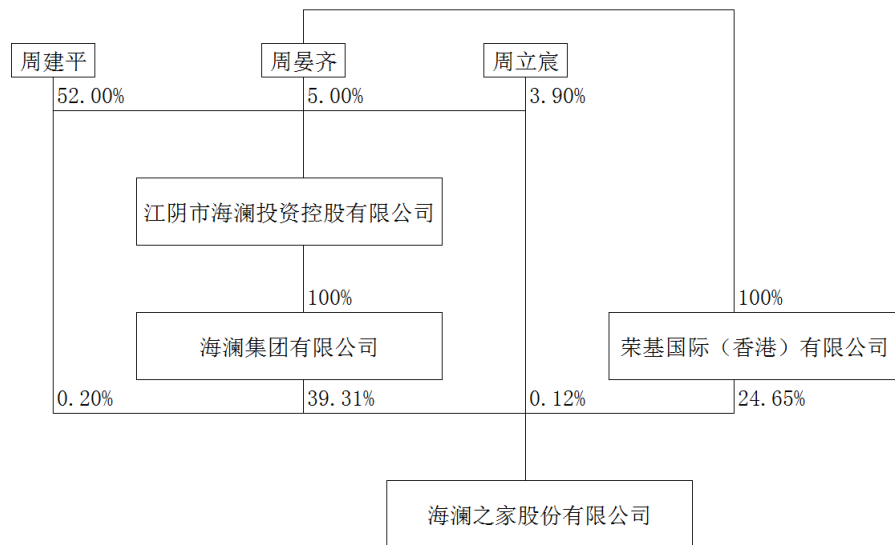 周建平
周晏齐
周立宸
52.00%
5.00%
3.90%
江阴市海澜投资控股有限公司
100%
100%
海澜集团有限公司
荣基国际（香港）有限公司
0.20%
39.31%
0.12%
24.65%
海澜之家股份有限公司